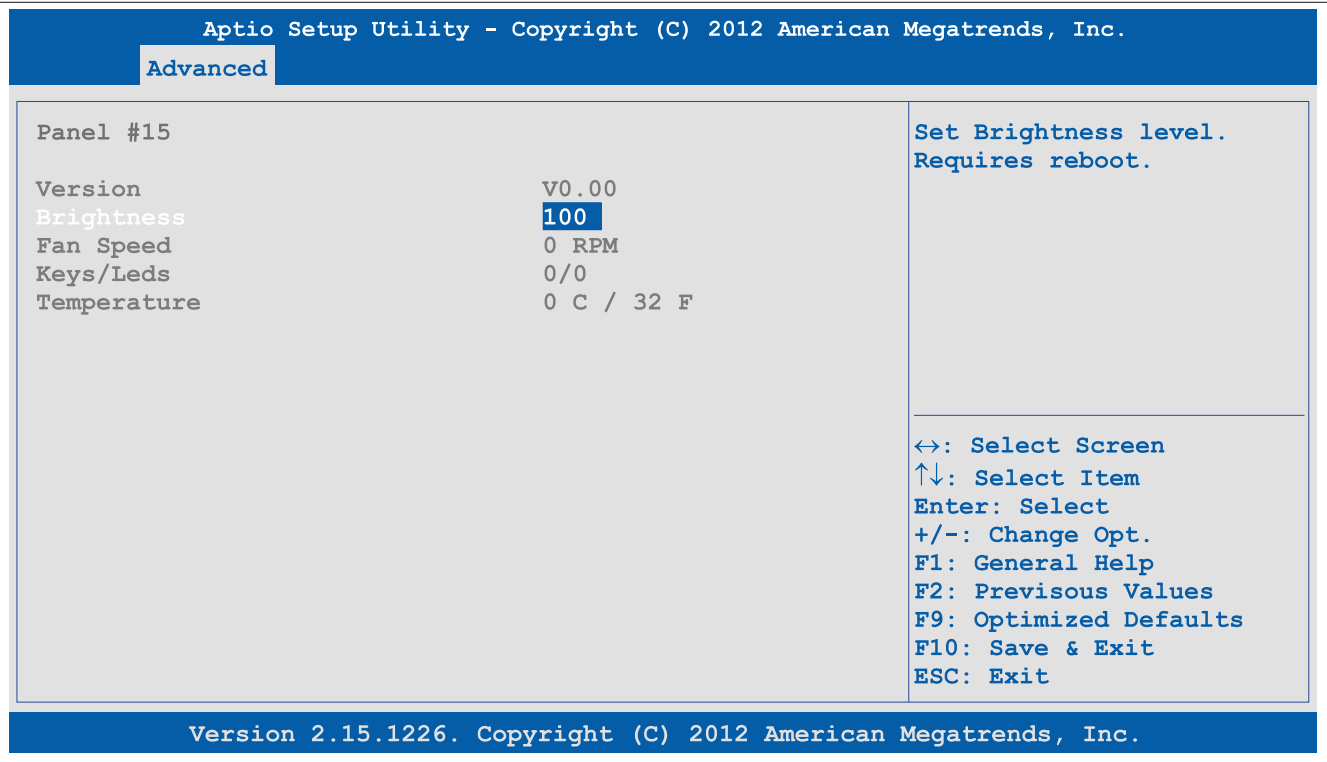 Aptio Setup Utility - Copyright (C) 2012 American Megatrends, Inc.
Advanced
Panel #15
Version V0.00
Brightness 100
Fan Speed 0 RPM
Keys/Leds 0/0
Temperature 0 C / 32 F
Set Brightness level.
Requires reboot.
↔: Select Screen
↑↓: Select Item
Enter: Select
+/-: Change Opt.
F1: General Help
F2: Previsous Values
F9: Optimized Defaults
F10: Save & Exit
ESC: Exit
Version 2.15.1226. Copyright (C) 2012 American Megatrends, Inc.